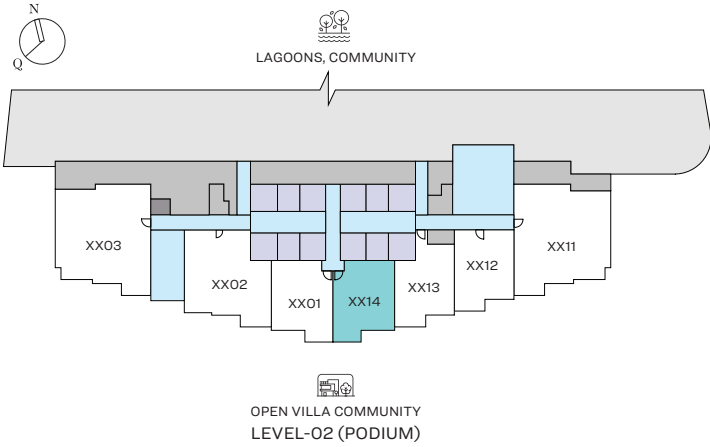 N
Q
LAGOONS, COMMUNITY
XX03
XX02
XX01
XX14
XX13
XX12
XX11
OPEN VILLA COMMUNITY
LEVEL-02 (PODIUM)